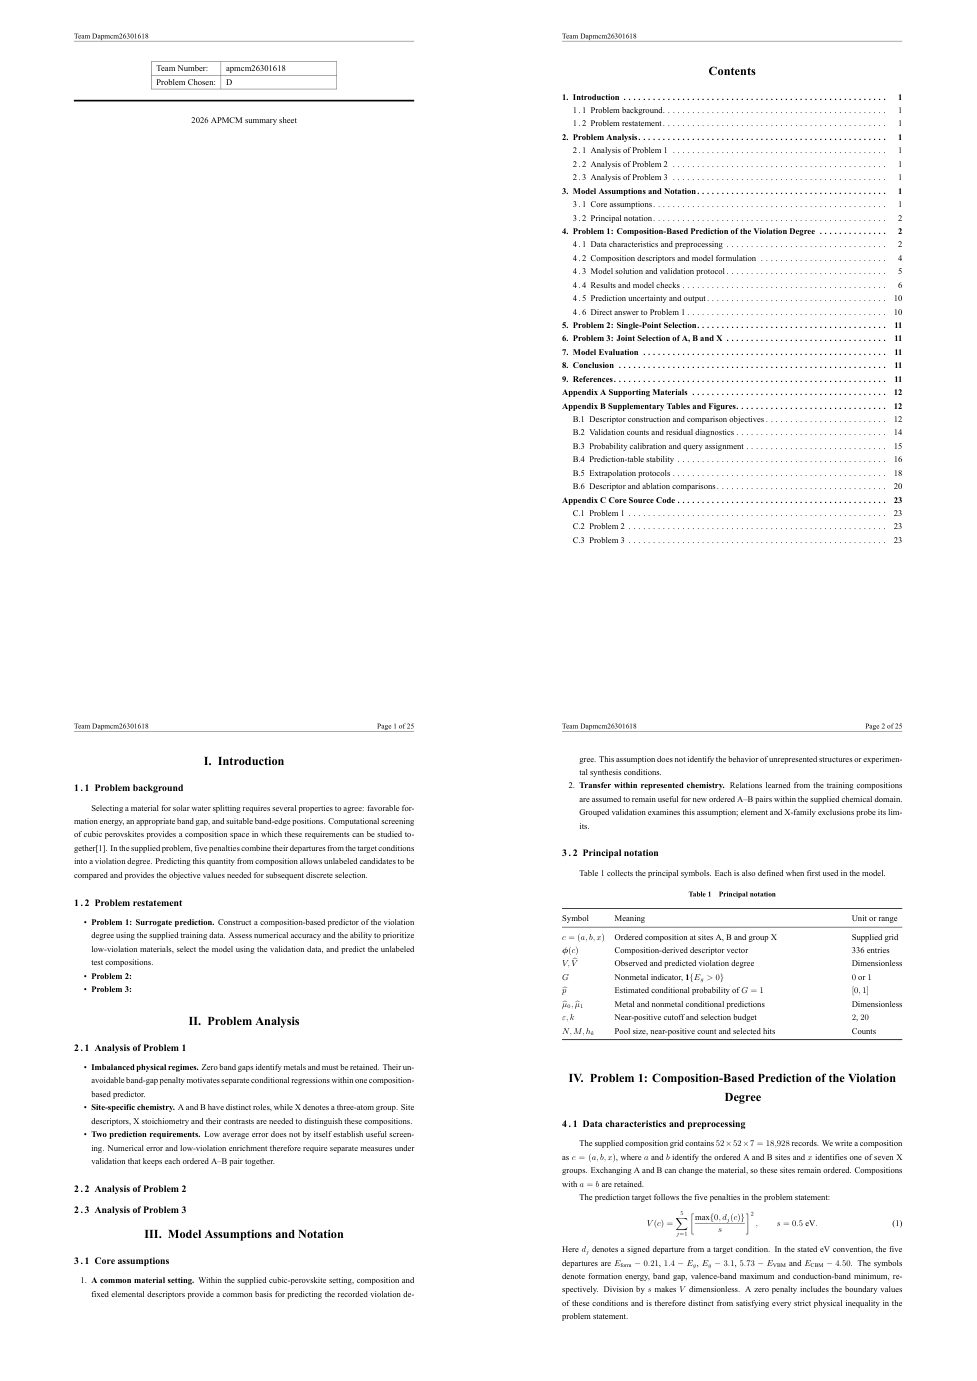 Team Dapmcm26301618
Team Number: apmcm26301618
Problem Chosen: D
2026 APMCM summary sheet
Team Dapmcm26301618
Contents
1. Introduction 1
1.1 Problem background 1
1.2 Problem restatement 1
2. Problem Analysis 1
2.1 Analysis of Problem 1 1
2.2 Analysis of Problem 2 1
2.3 Analysis of Problem 3 1
3. Model Assumptions and Notation 1
3.1 Core assumptions 1
3.2 Principal notation 2
4. Problem 1: Composition-Based Prediction of the Violation Degree 2
4.1 Data characteristics and preprocessing 2
4.2 Composition descriptors and model formulation 4
4.3 Model solution and validation protocol 5
4.4 Results and model checks 6
4.5 Prediction uncertainty and output 10
4.6 Direct answer to Problem 1 10
5. Problem 2: Single-Point Selection 11
6. Problem 3: Joint Selection of A, B and X 11
7. Model Evaluation 11
8. Conclusion 11
9. References 11
Appendix A Supporting Materials 12
Appendix B Supplementary Tables and Figures 12
B.1 Descriptor construction and comparison objectives 12
B.2 Validation counts and residual diagnostics 14
B.3 Probability calibration and query assignment 15
B.4 Prediction-table stability 16
B.5 Extrapolation protocols 18
B.6 Descriptor and ablation comparisons 20
Appendix C Core Source Code 23
C.1 Problem 1 23
C.2 Problem 2 23
C.3 Problem 3 23
Team Dapmcm26301618 Page 1 of 25
I. Introduction
1.1 Problem background
Selecting a material for solar water splitting requires several properties to agree: favorable for-
mation energy, an appropriate band gap, and suitable band-edge positions. Computational screening
of cubic perovskites provides a composition space in which these requirements can be studied to-
gether[1]. In the supplied problem, five penalties combine their departures from the target conditions
into a violation degree. Predicting this quantity from composition allows unlabeled candidates to be
compared and provides the objective values needed for subsequent discrete selection.
1.2 Problem restatement
• Problem 1: Surrogate prediction. Construct a composition-based predictor of the violation
degree using the supplied training data. Assess numerical accuracy and the ability to prioritize
low-violation materials, select the model using the validation data, and predict the unlabeled
test compositions.
• Problem 2:
• Problem 3:
II. Problem Analysis
2.1 Analysis of Problem 1
• Imbalanced physical regimes. Zero band gaps identify metals and must be retained. Their un-
avoidable band-gap penalty motivates separate conditional regressions within one composition-
based predictor.
• Site-specific chemistry. A and B have distinct roles, while X denotes a three-atom group. Site
descriptors, X stoichiometry and their contrasts are needed to distinguish these compositions.
• Two prediction requirements. Low average error does not by itself establish useful screen-
ing. Numerical error and low-violation enrichment therefore require separate measures under
validation that keeps each ordered A–B pair together.
2.2 Analysis of Problem 2
2.3 Analysis of Problem 3
III. Model Assumptions and Notation
3.1 Core assumptions
1. A common material setting. Within the supplied cubic-perovskite setting, composition and
fixed elemental descriptors provide a common basis for predicting the recorded violation de-
Team Dapmcm26301618 Page 2 of 25
gree. This assumption does not identify the behavior of unrepresented structures or experimen-
tal synthesis conditions.
2. Transfer within represented chemistry. Relations learned from the training compositions
are assumed to remain useful for new ordered A–B pairs within the supplied chemical domain.
Grouped validation examines this assumption; element and X-family exclusions probe its lim-
its.
3.2 Principal notation
Table 1 collects the principal symbols. Each is also defined when first used in the model.
Table 1 Principal notation
Symbol Meaning Unit or range
c = (a, b, x) Ordered composition at sites A, B and group X Supplied grid
ϕ(c) Composition-derived descriptor vector 336 entries
V, V̂ Observed and predicted violation degree Dimensionless
G Nonmetal indicator, 1{E_g > 0} 0 or 1
p̂ Estimated conditional probability of G = 1 [0, 1]
μ̂₀, μ̂₁ Metal and nonmetal conditional predictions Dimensionless
ε, k Near-positive cutoff and selection budget 2, 20
N, M, h_k Pool size, near-positive count and selected hits Counts
IV. Problem 1: Composition-Based Prediction of the Violation
Degree
4.1 Data characteristics and preprocessing
The supplied composition grid contains 52 × 52 × 7 = 18,928 records. We write a composition
as c = (a, b, x), where a and b identify the ordered A and B sites and x identifies one of seven X
groups. Exchanging A and B can change the material, so these sites remain ordered. Compositions
with a = b are retained.
The prediction target follows the five penalties in the problem statement:
V(c) = ∑_{j=1}^{5} [max{0, d_j(c)} / s]², s = 0.5 eV. (1)
Here d_j denotes a signed departure from a target condition. In the stated eV convention, the five
departures are E_form − 0.21, 1.4 − E_g, E_g − 3.1, 5.73 − E_VBM and E_CBM − 4.50. The symbols
denote formation energy, band gap, valence-band maximum and conduction-band minimum, re-
spectively. Division by s makes V dimensionless. A zero penalty includes the boundary values
of these conditions and is therefore distinct from satisfying every strict physical inequality in the
problem statement.